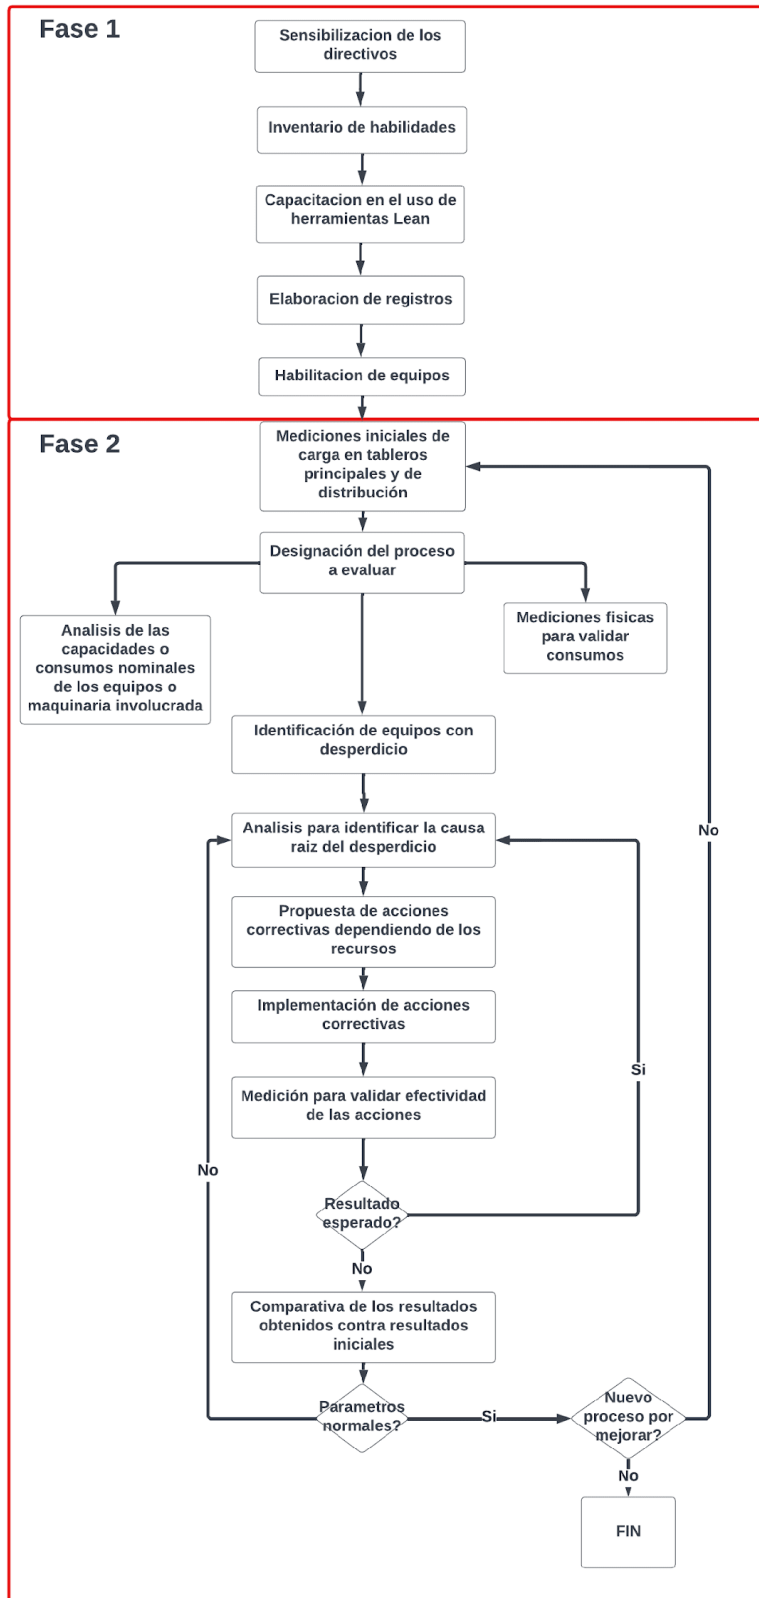 Fase 1
Sensibilizacion de los
directivos
Inventario de habilidades
Capacitacion en el uso de
herramientas Lean
Elaboracion de registros
Habilitacion de equipos
Fase 2
Mediciones iniciales de
carga en tableros
principales y de
distribución
Designación del proceso
a evaluar
Analisis de las
capacidades o
consumos nominales
de los equipos o
maquinaria involucrada
Mediciones fisicas
para validar
consumos
Identificación de equipos con
desperdicio
Analisis para identificar la causa
raiz del desperdicio
No
Propuesta de acciones
correctivas dependiendo de los
recursos
Implementación de acciones
correctivas
Si
Medición para validar efectividad
de las acciones
No
Resultado
esperado?
No
Comparativa de los resultados
obtenidos contra resultados
iniciales
Parametros
normales?
Si
Nuevo
proceso por
mejorar?
No
FIN